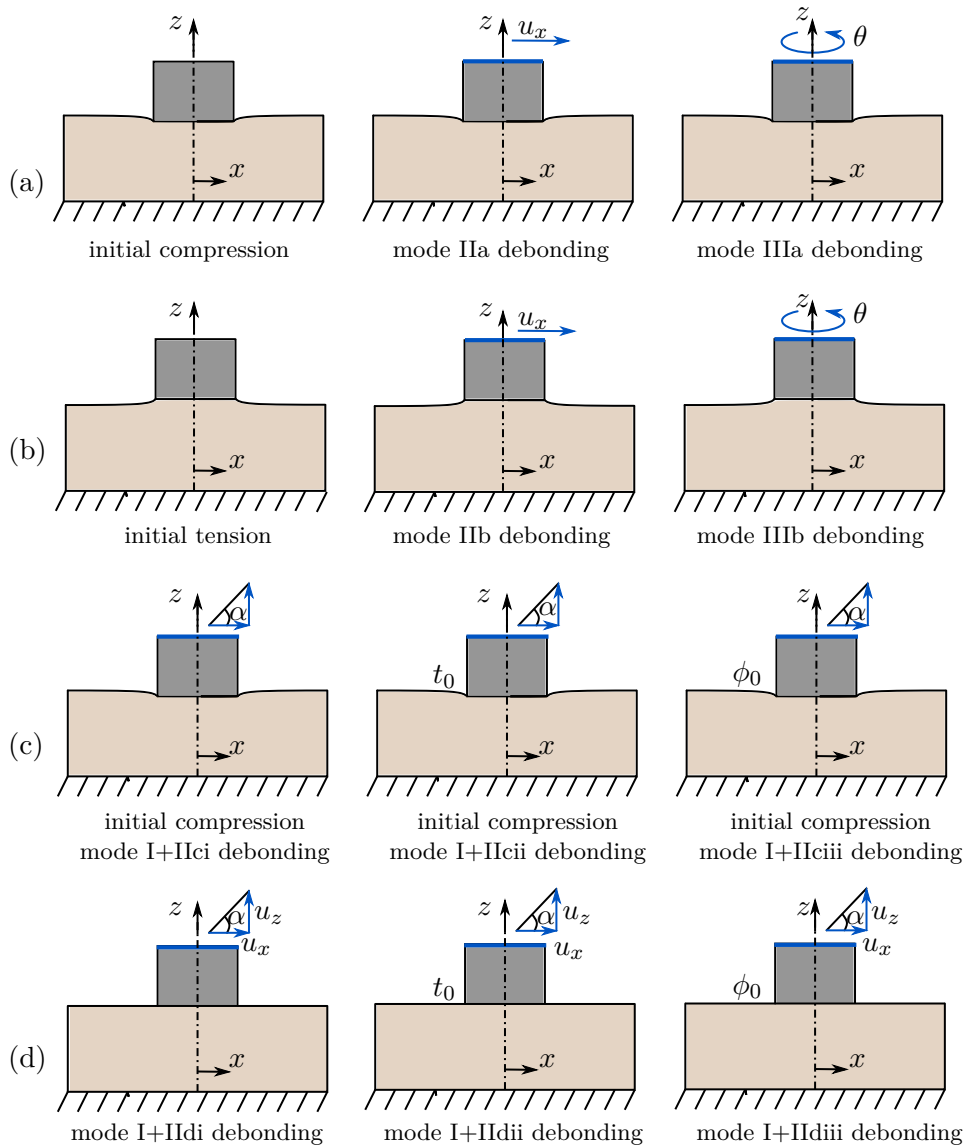 z
z
u_x
z
θ
(a)
x
x
x
initial compression
mode IIa debonding
mode IIIa debonding
z
z
u_x
z
θ
(b)
x
x
x
initial tension
mode IIb debonding
mode IIIb debonding
z
α
z
α
z
α
t_0
ϕ_0
(c)
x
x
x
initial compression
mode I+IIci debonding
initial compression
mode I+IIcii debonding
initial compression
mode I+IIciii debonding
z
α
u_z
u_x
z
α
u_z
u_x
z
α
u_z
u_x
t_0
ϕ_0
(d)
x
x
x
mode I+IIdi debonding
mode I+IIdii debonding
mode I+IIdiii debonding